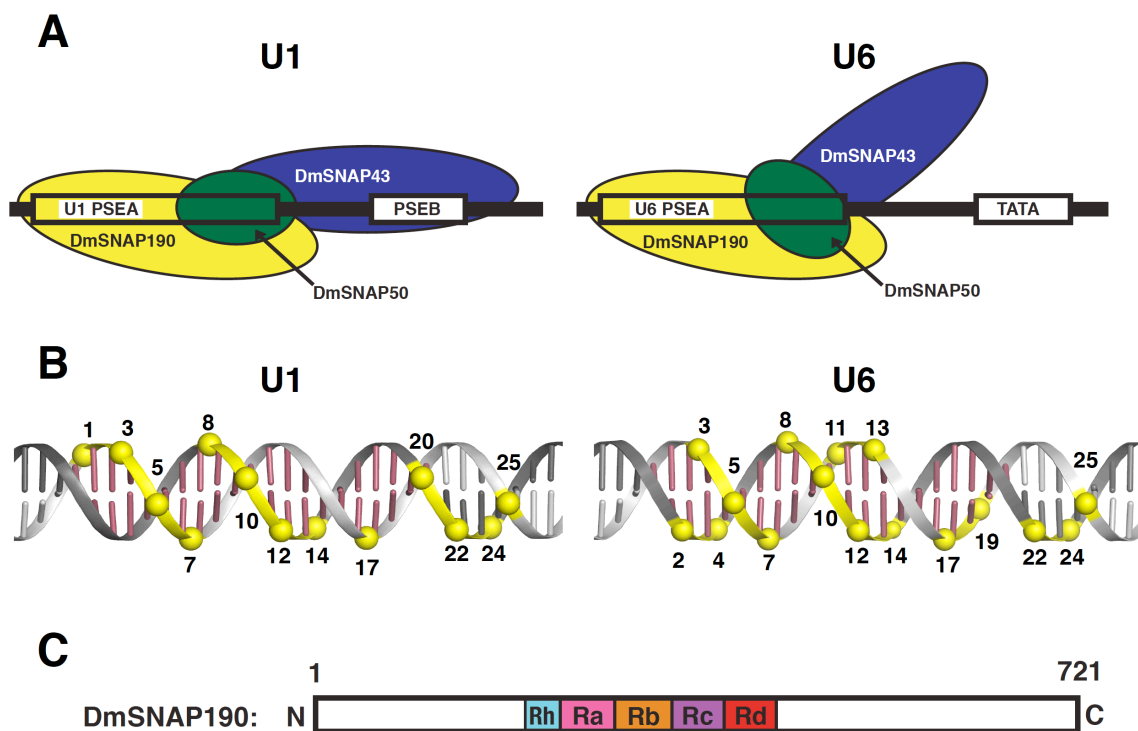 A
U1 U6
DmSNAP43 DmSNAP43
U1 PSEA PSEB U6 PSEA TATA
DmSNAP190 DmSNAP190
DmSNAP50 DmSNAP50
B
U1 U6
1 3 8 20 3 8 11 13
5 25 5 25
10 10
7 12 14 17 22 24 2 4 7 12 14 17 19 22 24
C
1 721
DmSNAP190: N Rh Ra Rb Rc Rd C